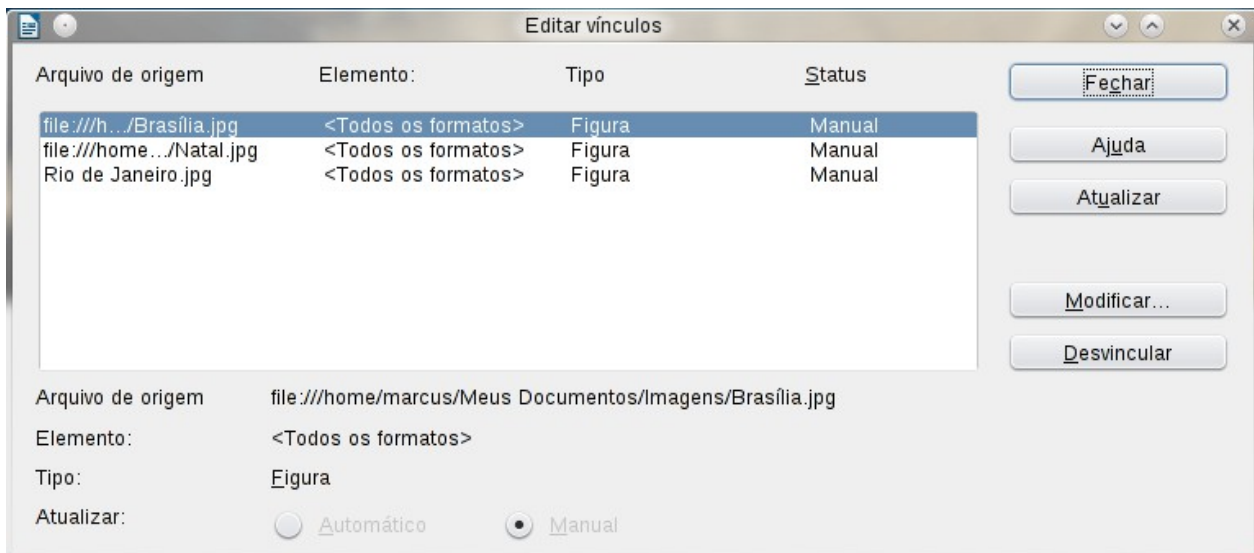 Editar vínculos
Arquivo de origem Elemento: Tipo Status
file:///h.../Brasília.jpg <Todos os formatos> Figura Manual
file:///home.../Natal.jpg <Todos os formatos> Figura Manual
Rio de Janeiro.jpg <Todos os formatos> Figura Manual
Fechar
Ajuda
Atualizar
Modificar...
Desvincular
Arquivo de origem file:///home/marcus/Meus Documentos/Imagens/Brasília.jpg
Elemento: <Todos os formatos>
Tipo: Figura
Atualizar: Automático Manual